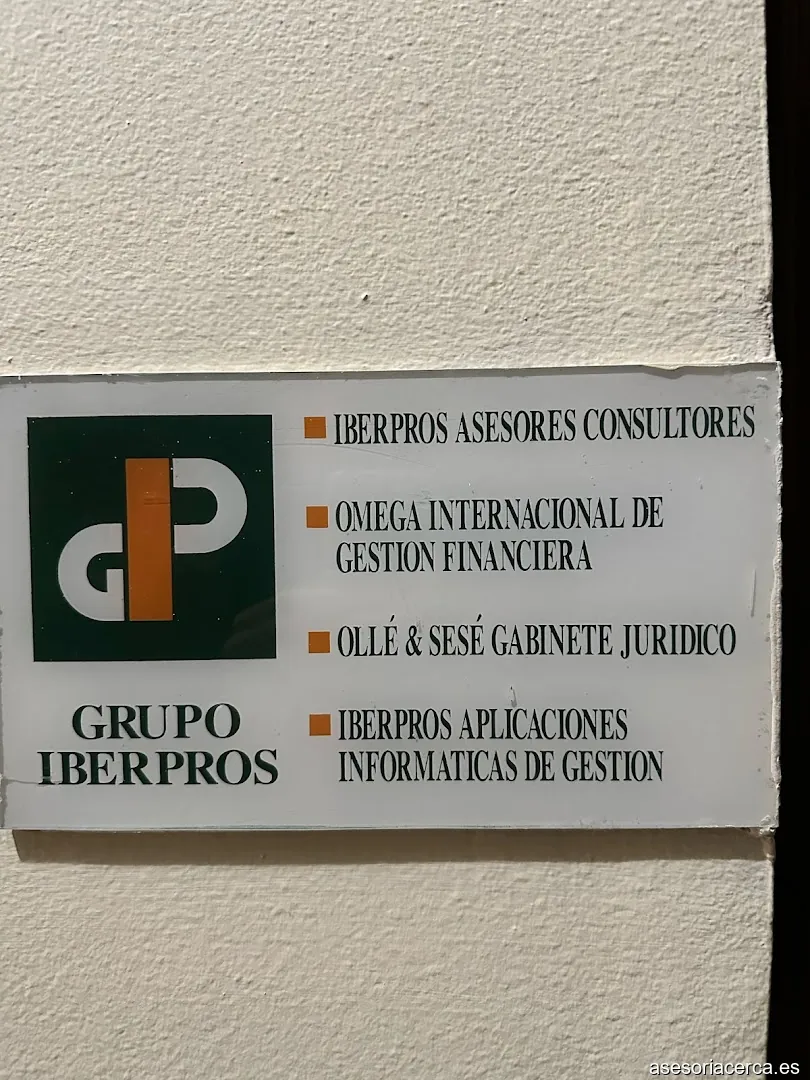 GIP
GRUPO
IBERPROS
IBERPROS ASESORES CONSULTORES
OMEGA INTERNACIONAL DE
GESTION FINANCIERA
OLLÉ & SESÉ GABINETE JURIDICO
IBERPROS APLICACIONES
INFORMATICAS DE GESTION
asesoriacerca.es